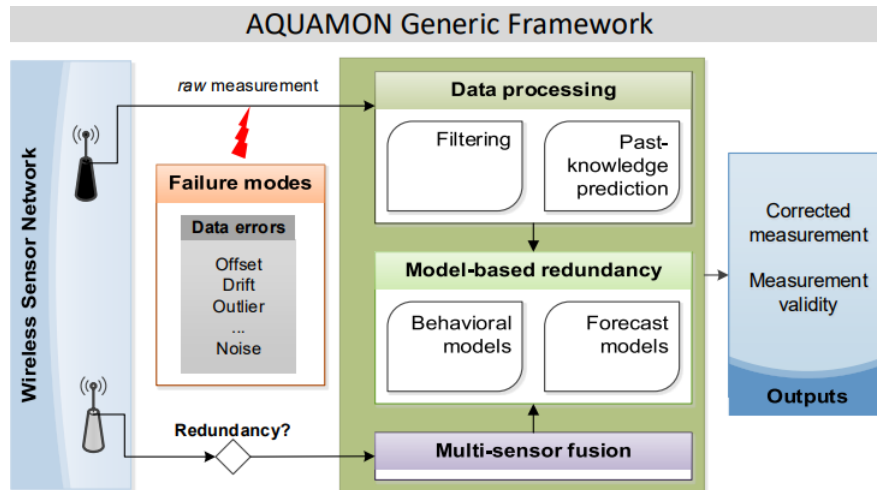 AQUAMON Generic Framework
Wireless Sensor Network
raw measurement
Failure modes
Data errors
Offset
Drift
Outlier
...
Noise
Redundancy?
Data processing
Filtering
Past-
knowledge
prediction
Model-based redundancy
Behavioral
models
Forecast
models
Multi-sensor fusion
Corrected
measurement
Measurement
validity
Outputs